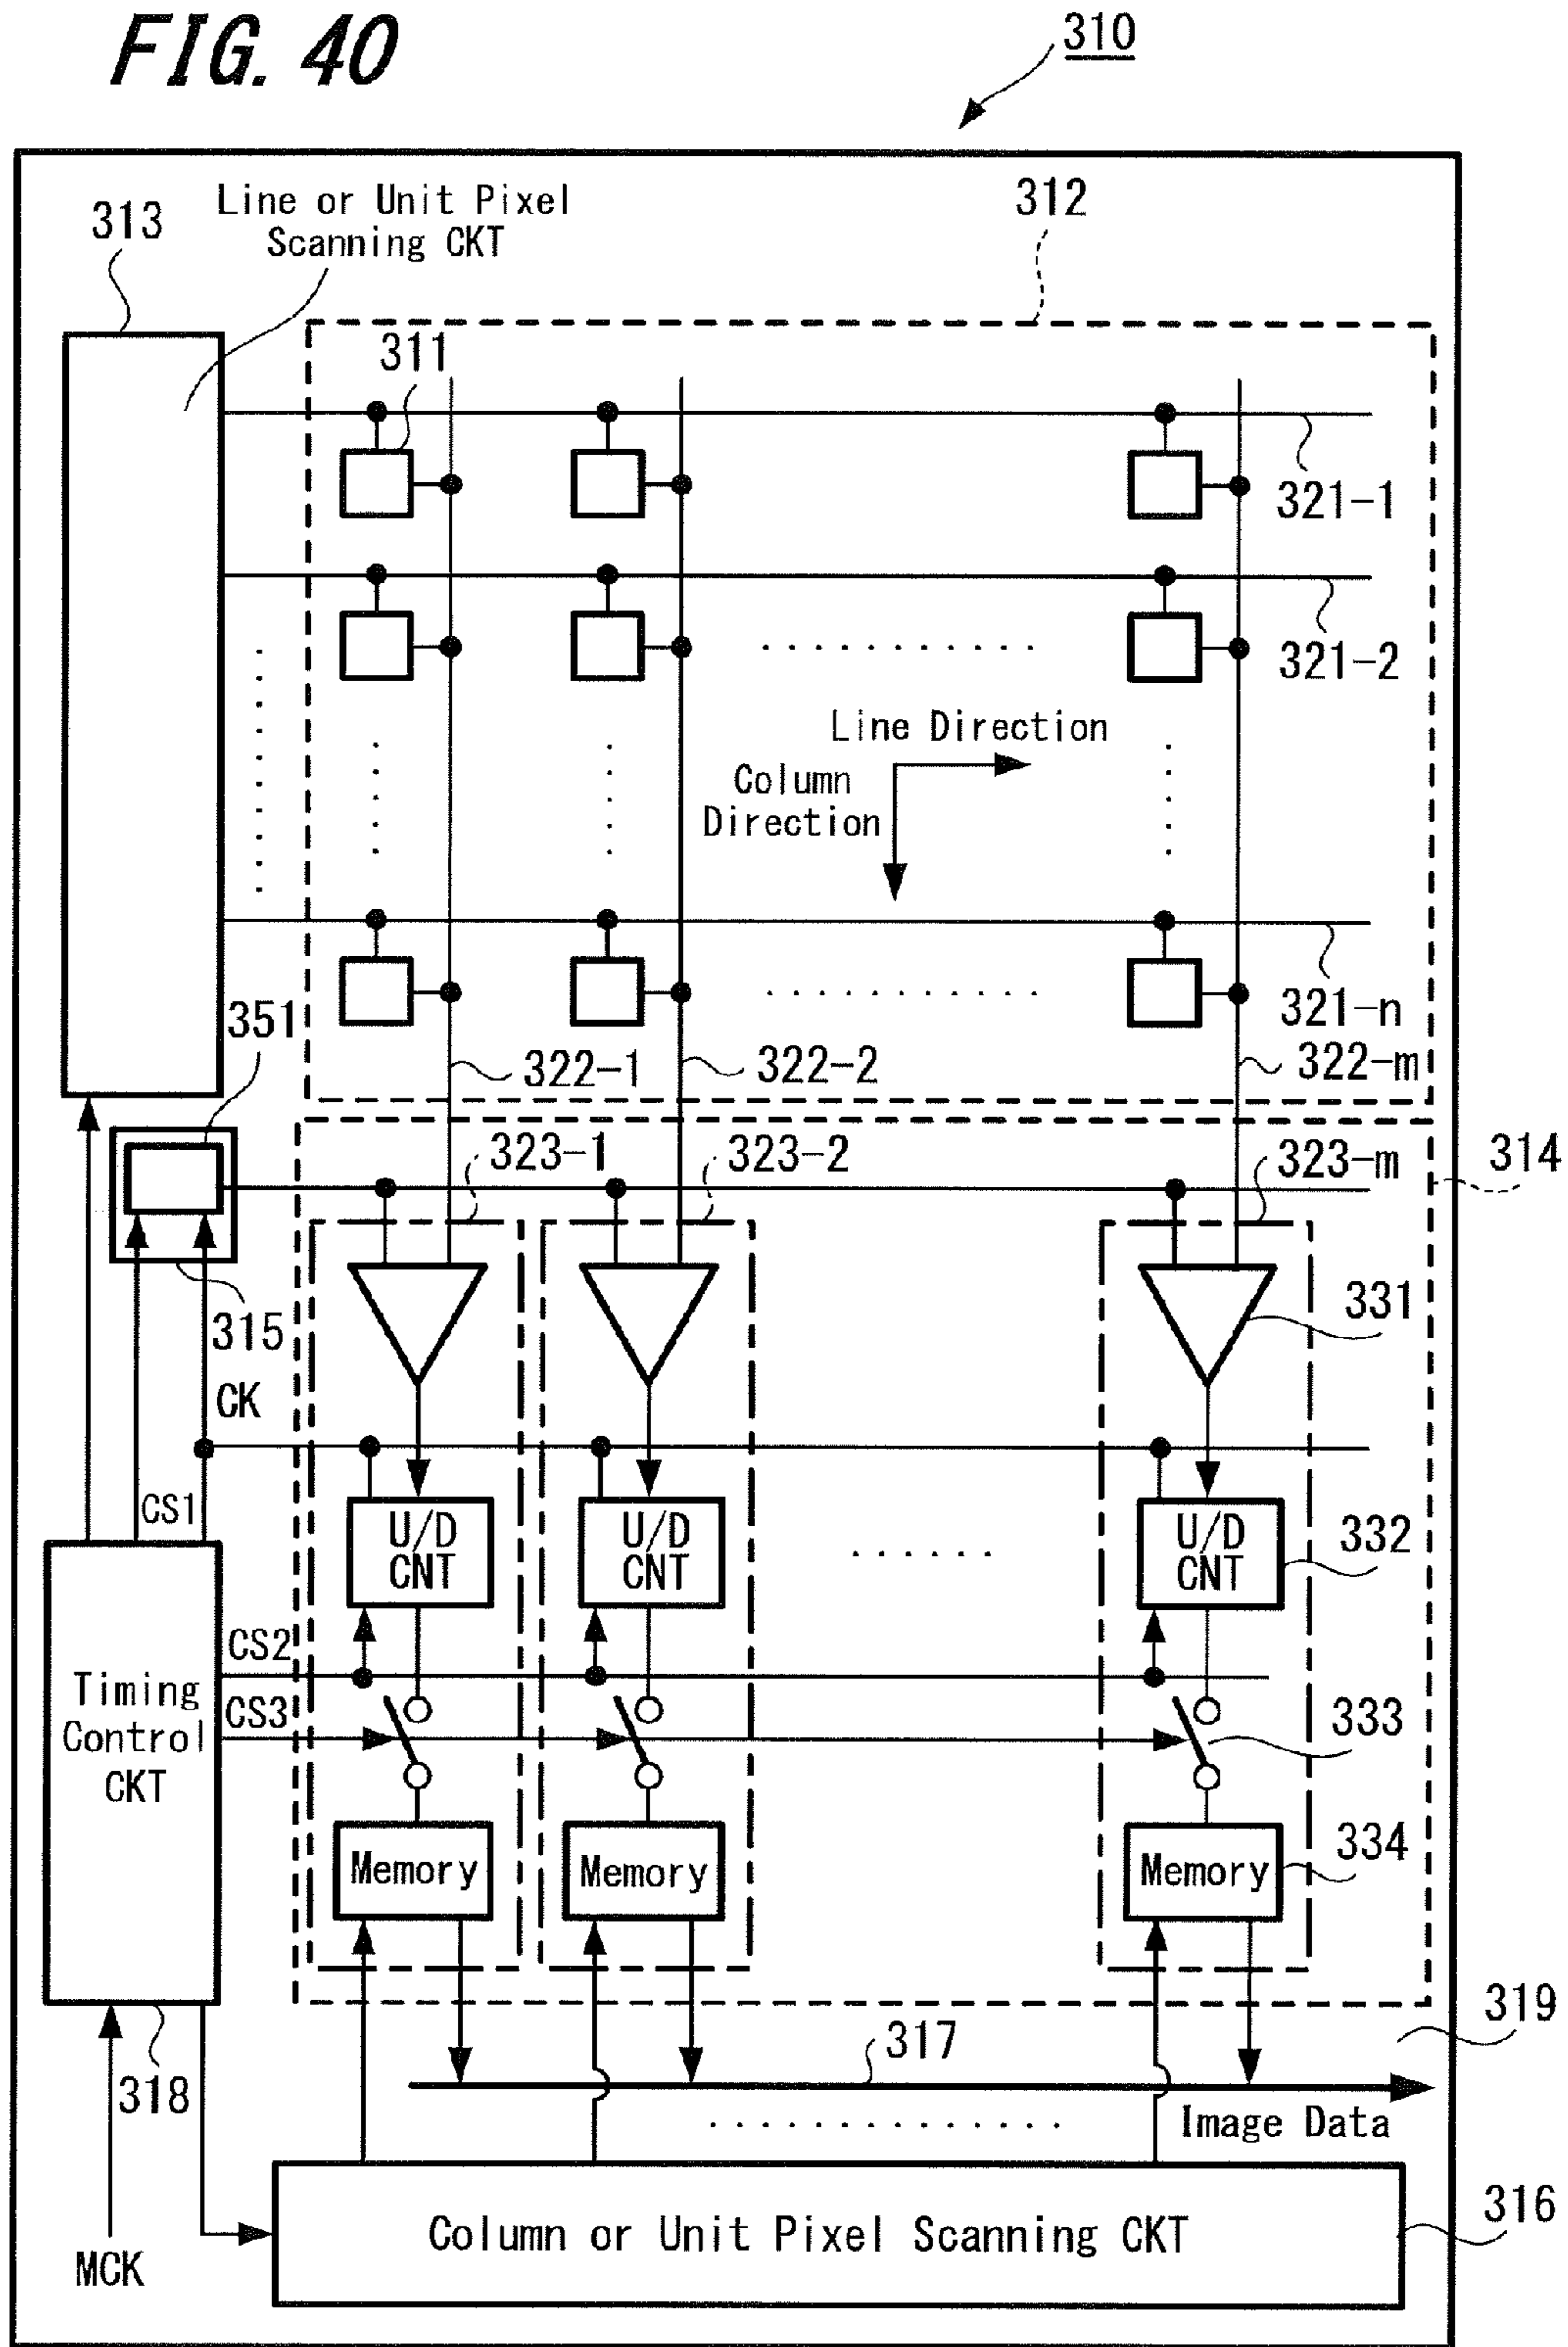 FIG. 40
310
Line or Unit Pixel
Scanning CKT
313
312
311
321-1
321-2
Line Direction
Column
Direction
321-n
351
322-1
322-2
322-m
323-1
323-2
323-m
314
315
331
CK
CS1
U/D
CNT
U/D
CNT
U/D
CNT
332
CS2
CS3
Timing
Control
CKT
333
Memory
Memory
Memory
334
319
318
317
Image Data
MCK
Column or Unit Pixel Scanning CKT
316